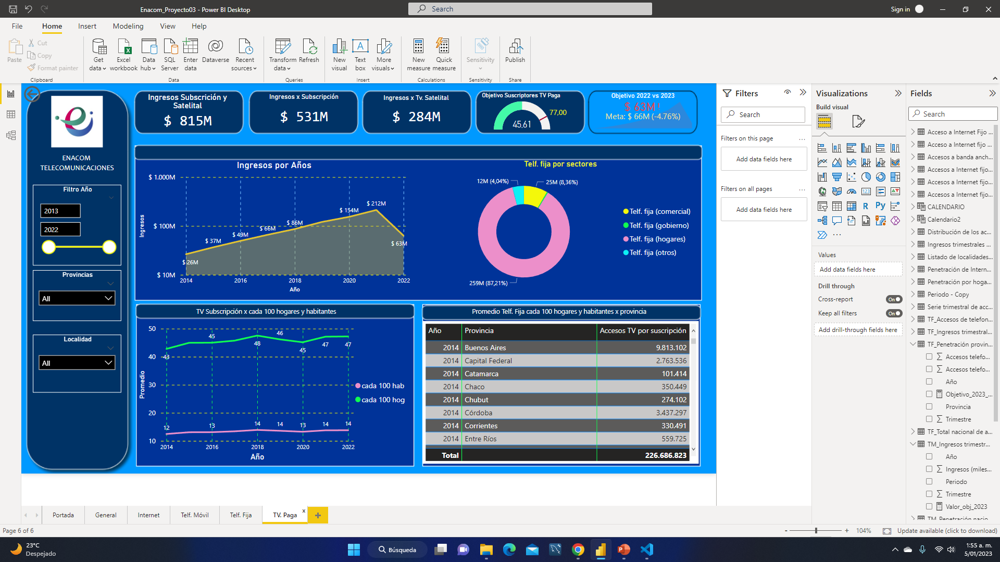 Enacom_Proyecto03 - Power BI Desktop
Search
Sign in
File
Home
Insert
Modeling
View
Help
Paste
Cut
Copy
Format painter
Clipboard
Get data
Excel workbook
Data hub
SQL Server
Enter data
Dataverse
Recent sources
Data
Transform data
Refresh
Queries
New visual
Text box
More visuals
Insert
New measure
Quick measure
Calculations
Sensitivity
Sensitivity
Publish
Share
ENACOM
TELECOMUNICACIONES
Filtro Año
2013
2022
Provincias
All
Localidad
All
Ingresos Subscrición y
Satelital
$ 815M
Ingresos x Subscripción
$ 531M
Ingresos x Tv. Satelital
$ 284M
Objetivo Suscriptores TV Paga
77,00
45,61
Objetivo 2022 vs 2023
$ 63M!
Meta: $ 66M (-4.76%)
Ingresos por Años
$ 1.000M
$ 100M
$ 10M
Ingresos
$ 26M
$ 37M
$ 49M
$ 66M
$ 86M
$ 154M
$ 212M
$ 63M
2014
2016
2018
2020
2022
Año
Telf. fija por sectores
12M (4,04%)
25M (8,36%)
259M (87,21%)
Telf. fija (comercial)
Telf. fija (gobierno)
Telf. fija (hogares)
Telf. fija (otros)
TV Subscripción x cada 100 hogares y habitantes
50
40
30
20
10
Promedio
43
45
48
46
45
47
47
12
13
14
14
13
14
14
2014
2016
2018
2020
2022
Año
cada 100 hab
cada 100 hog
Promedio Telf. Fija cada 100 hogares y habitantes x provincia
Año Provincia Accesos TV por suscripción
2014 Buenos Aires 9.813.102
2014 Capital Federal 2.763.536
2014 Catamarca 101.414
2014 Chaco 350.449
2014 Chubut 274.102
2014 Córdoba 3.437.297
2014 Corrientes 330.491
2014 Entre Ríos 559.725
Total 226.686.823
Filters
Search
Filters on this page
...
Add data fields here
Filters on all pages
...
Add data fields here
Visualizations
Build visual
123
R
Py
...
Values
Add data fields here
Drill through
Cross-report
On
Keep all filters
On
Add drill-through fields here
Fields
Search
Acceso a Internet Fijo ...
Acceso a Internet fijo ...
Accesos a banda anch...
Accesos a Internet fijo...
Accesos a Internet fijo...
Accesos a Internet fijo...
CALENDARIO
Calendario2
Distribución de los ac...
Ingresos trimestrales ...
Listado de localidades...
Penetración de Intern...
Penetración por hoga...
Periodo - Copy
Serie trimestral de acc...
TF_Accesos de telefon...
TF_Ingresos trimestral...
TF_Penetración provin...
Accesos telefo...
Accesos telefo...
Año
Objetivo_2023_...
Provincia
Trimestre
TF_Total nacional de a...
TM_Ingresos trimestr...
Año
Ingresos (miles...
Periodo
Trimestre
Valor_obj_2023
TM_Penetración nacio...
Portada
General
Internet
Telf. Móvil
Telf. Fija
TV. Paga
x
Page 6 of 6
104%
Update available (click to download)
23°C
Despejado
Búsqueda
1:55 a. m.
5/01/2023